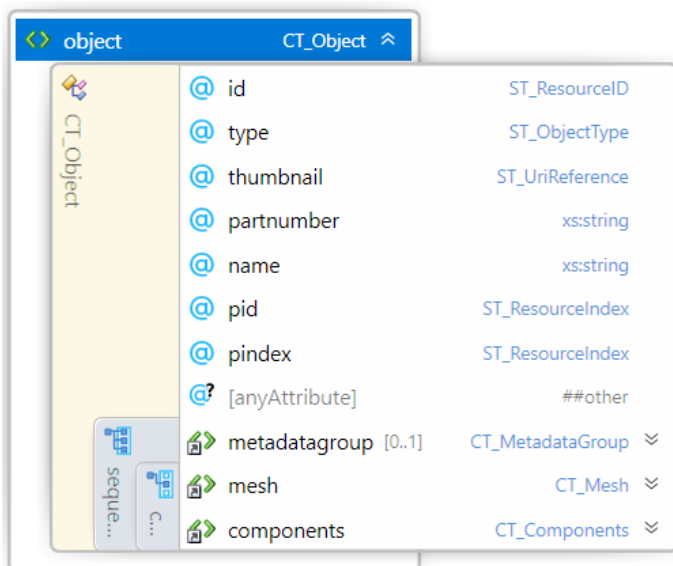 object CT_Object
CT_Object
@ id ST_ResourceID
@ type ST_ObjectType
@ thumbnail ST_UriReference
@ partnumber xs:string
@ name xs:string
@ pid ST_ResourceIndex
@ pindex ST_ResourceIndex
@? [anyAttribute] ##other
metadatagroup [0..1] CT_MetadataGroup
mesh CT_Mesh
components CT_Components
seque...
c...